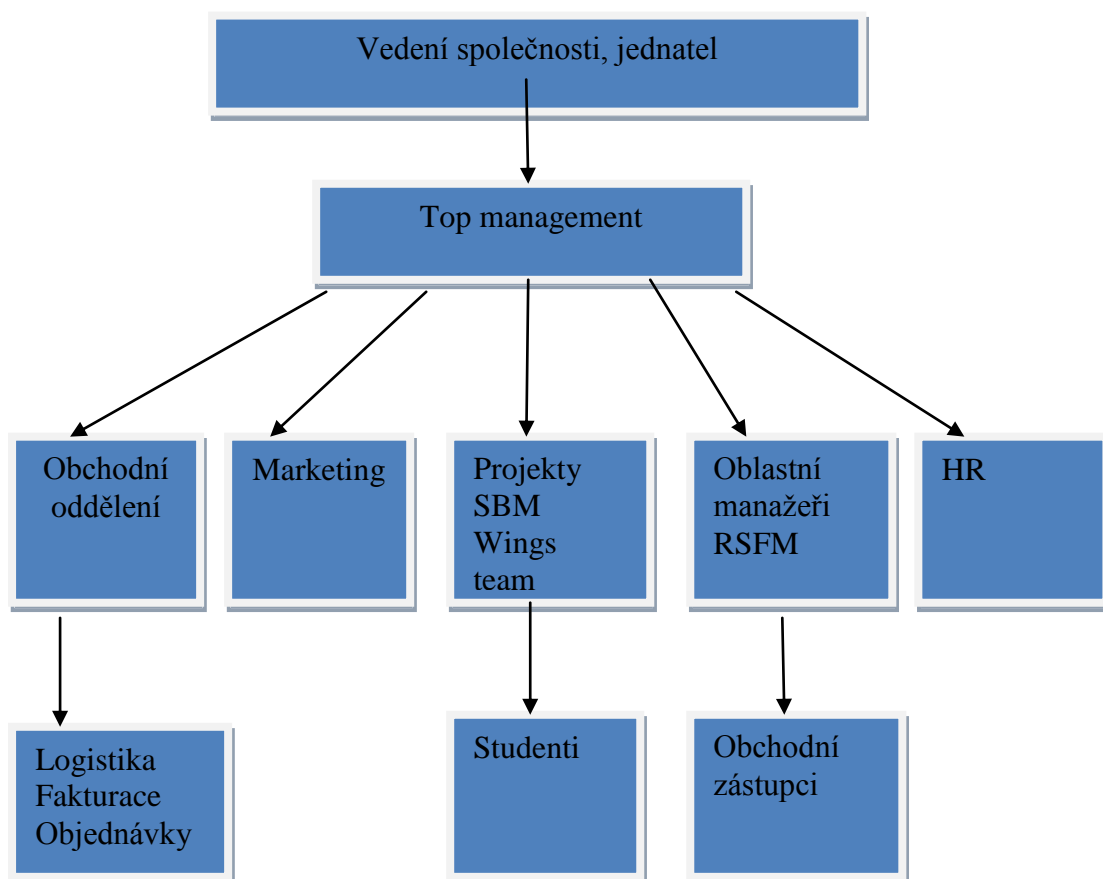 Vedení společnosti, jednatel
Top management
Obchodní
oddělení
Marketing
Projekty
SBM
Wings
team
Oblastní
manažeři
RSFM
HR
Logistika
Fakturace
Objednávky
Studenti
Obchodní
zástupci